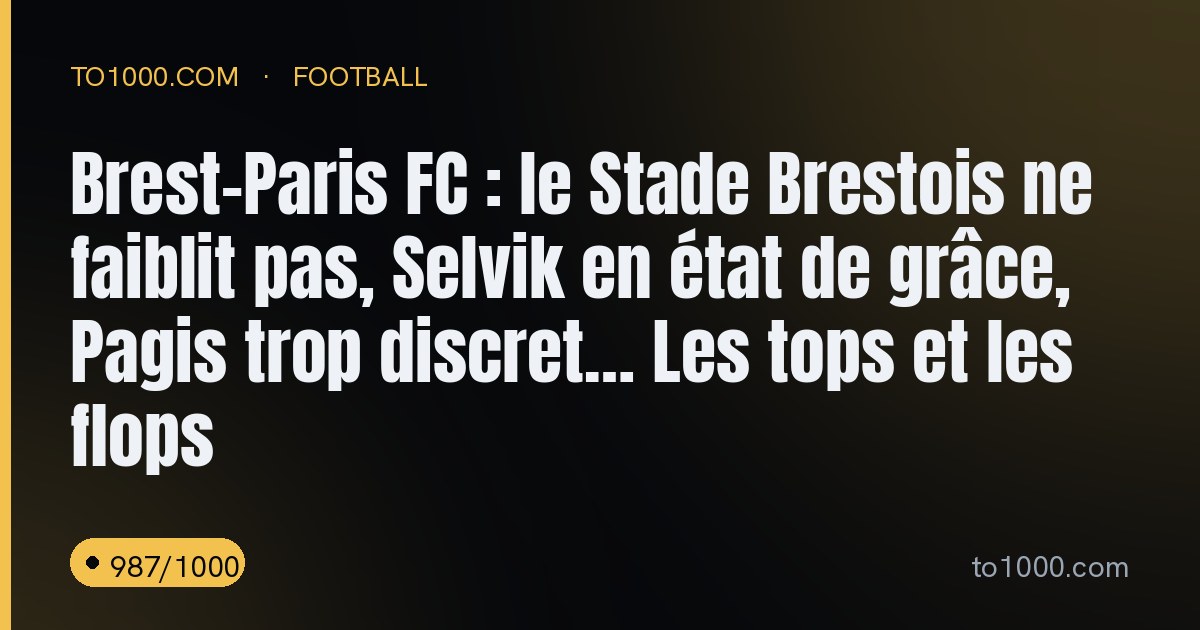 TO1000.COM · FOOTBALL
Brest-Paris FC : le Stade Brestois ne
faiblit pas, Selvik en état de grâce,
Pagis trop discret... Les tops et les
flops
987/1000
to1000.com